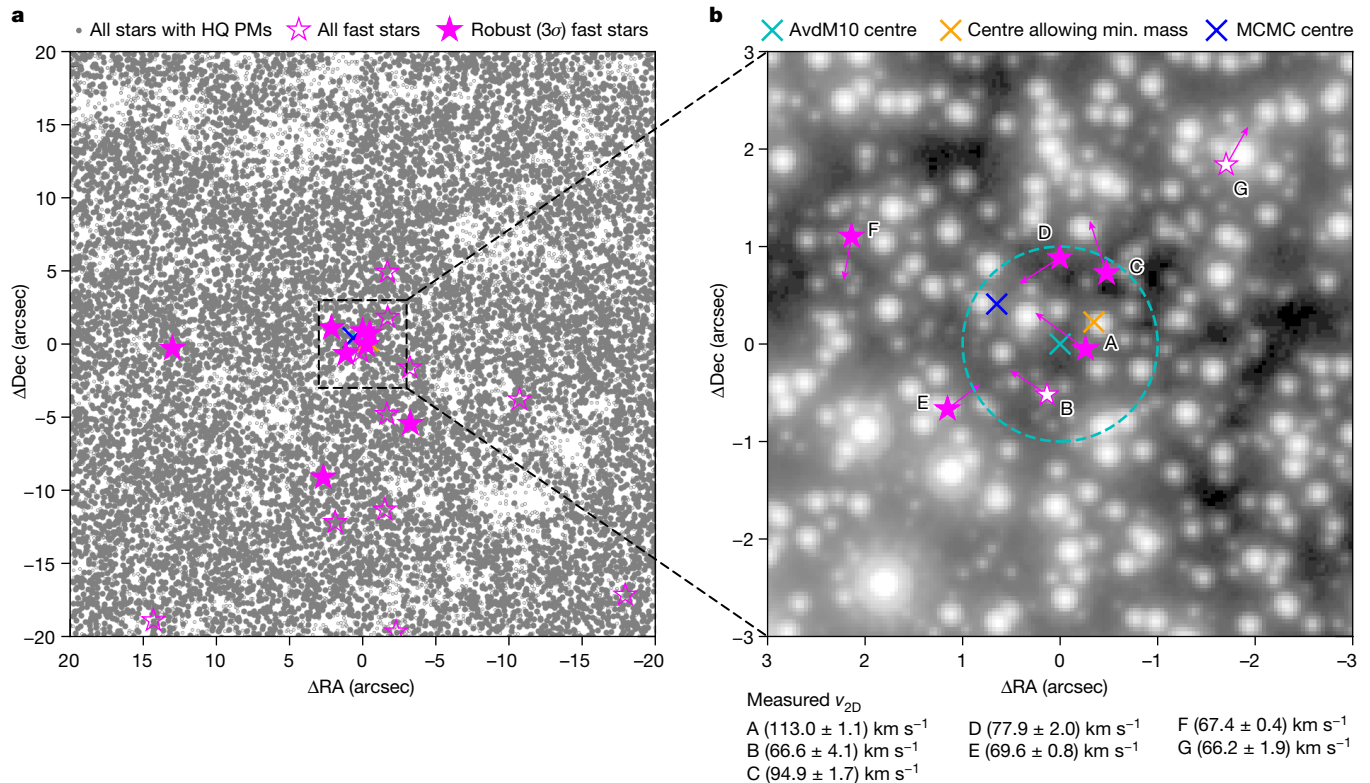 a
All stars with HQ PMs All fast stars Robust (3σ) fast stars
20
15
10
5
0
−5
−10
−15
−20
ΔDec (arcsec)
20 15 10 5 0 −5 −10 −15 −20
ΔRA (arcsec)
b
AvdM10 centre Centre allowing min. mass MCMC centre
3
2
1
0
−1
−2
−3
ΔDec (arcsec)
G
F
D
C
A
E
B
3 2 1 0 −1 −2 −3
ΔRA (arcsec)
Measured v2D
A (113.0 ± 1.1) km s⁻¹ D (77.9 ± 2.0) km s⁻¹ F (67.4 ± 0.4) km s⁻¹
B (66.6 ± 4.1) km s⁻¹ E (69.6 ± 0.8) km s⁻¹ G (66.2 ± 1.9) km s⁻¹
C (94.9 ± 1.7) km s⁻¹